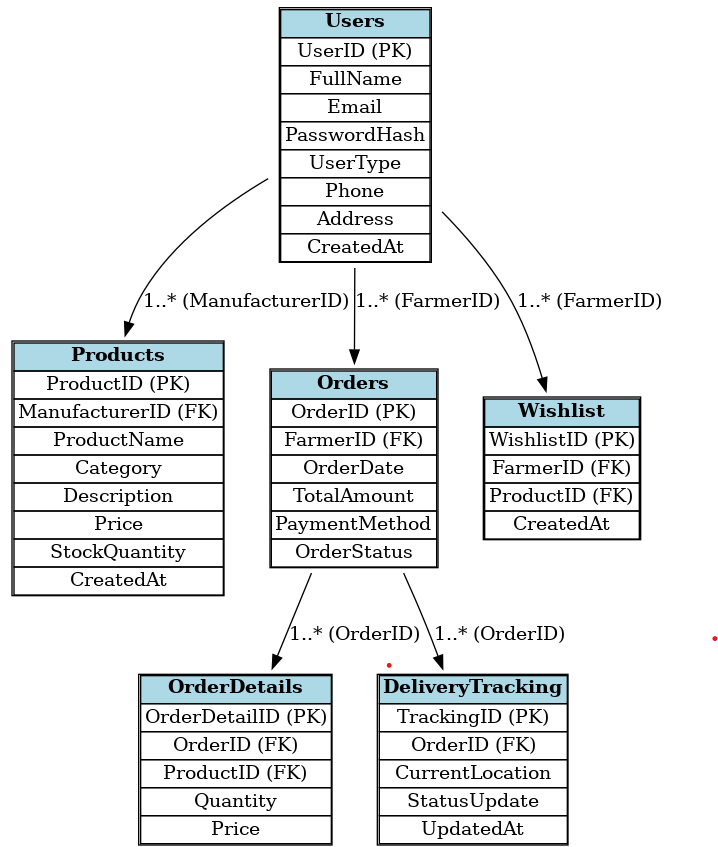 Users
UserID (PK)
FullName
Email
PasswordHash
UserType
Phone
Address
CreatedAt
1..* (ManufacturerID)
1..* (FarmerID)
1..* (FarmerID)
Products
ProductID (PK)
ManufacturerID (FK)
ProductName
Category
Description
Price
StockQuantity
CreatedAt
Orders
OrderID (PK)
FarmerID (FK)
OrderDate
TotalAmount
PaymentMethod
OrderStatus
Wishlist
WishlistID (PK)
FarmerID (FK)
ProductID (FK)
CreatedAt
1..* (OrderID)
1..* (OrderID)
OrderDetails
OrderDetailID (PK)
OrderID (FK)
ProductID (FK)
Quantity
Price
DeliveryTracking
TrackingID (PK)
OrderID (FK)
CurrentLocation
StatusUpdate
UpdatedAt